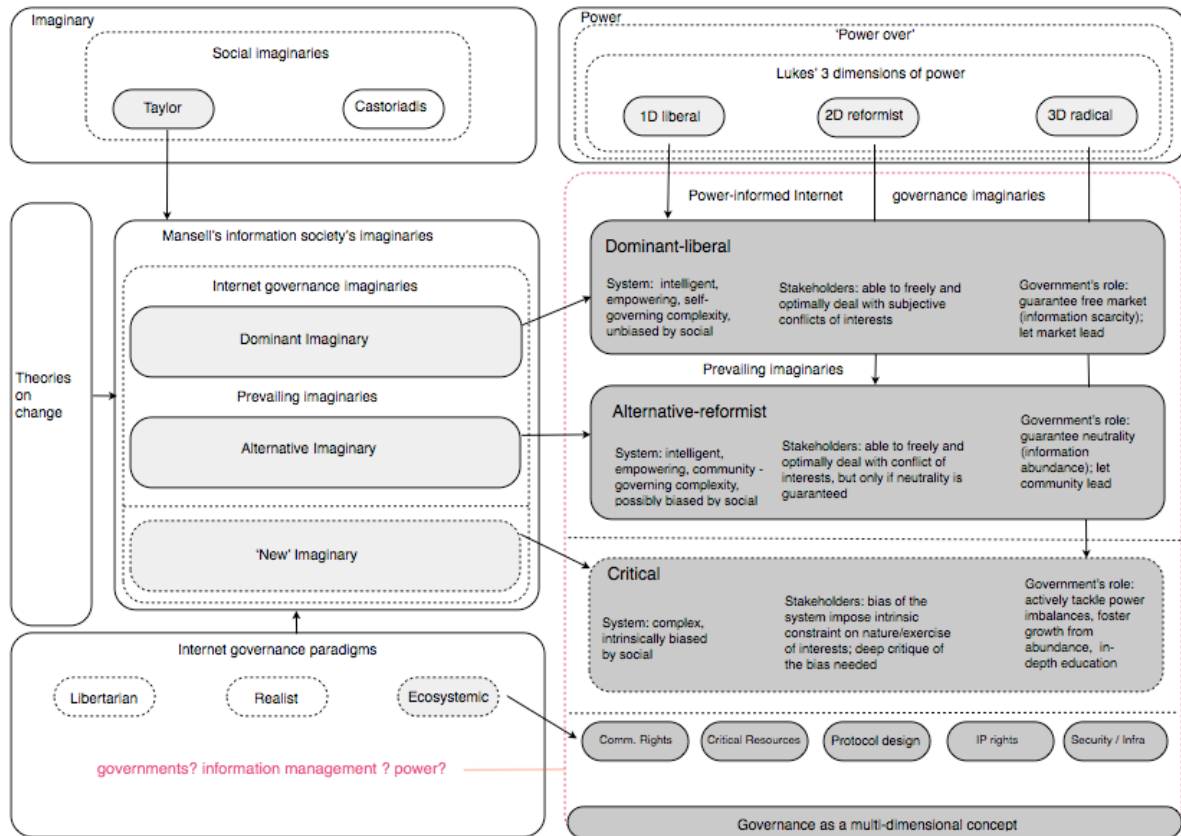 Imaginary
Social imaginaries
Taylor
Castoriadis
Power
'Power over'
Lukes' 3 dimensions of power
1D liberal
2D reformist
3D radical
Theories
on
change
Mansell's information society's imaginaries
Internet governance imaginaries
Dominant Imaginary
Prevailing imaginaries
Alternative Imaginary
'New' Imaginary
Power-informed Internet
governance imaginaries
Dominant-liberal
System: intelligent,
empowering, self-
governing complexity,
unbiased by social
Stakeholders: able to freely and
optimally deal with subjective
conflicts of interests
Government's role:
guarantee free market
(information scarcity);
let market lead
Prevailing imaginaries
Alternative-reformist
System: intelligent,
empowering, community -
governing complexity,
possibly biased by social
Stakeholders: able to freely and
optimally deal with conflict of
interests, but only if neutrality is
guaranteed
Government's role:
guarantee neutrality
(information
abundance); let
community lead
Critical
System: complex,
intrinsically biased
by social
Stakeholders: bias of the
system impose intrinsic
constraint on nature/exercise
of interests; deep critique of
the bias needed
Government's role:
actively tackle power
imbalances, foster
growth from
abundance, in-
depth education
Internet governance paradigms
Libertarian
Realist
Ecosystemic
governments? information management ? power?
Comm. Rights
Critical Resources
Protocol design
IP rights
Security / Infra
Governance as a multi-dimensional concept